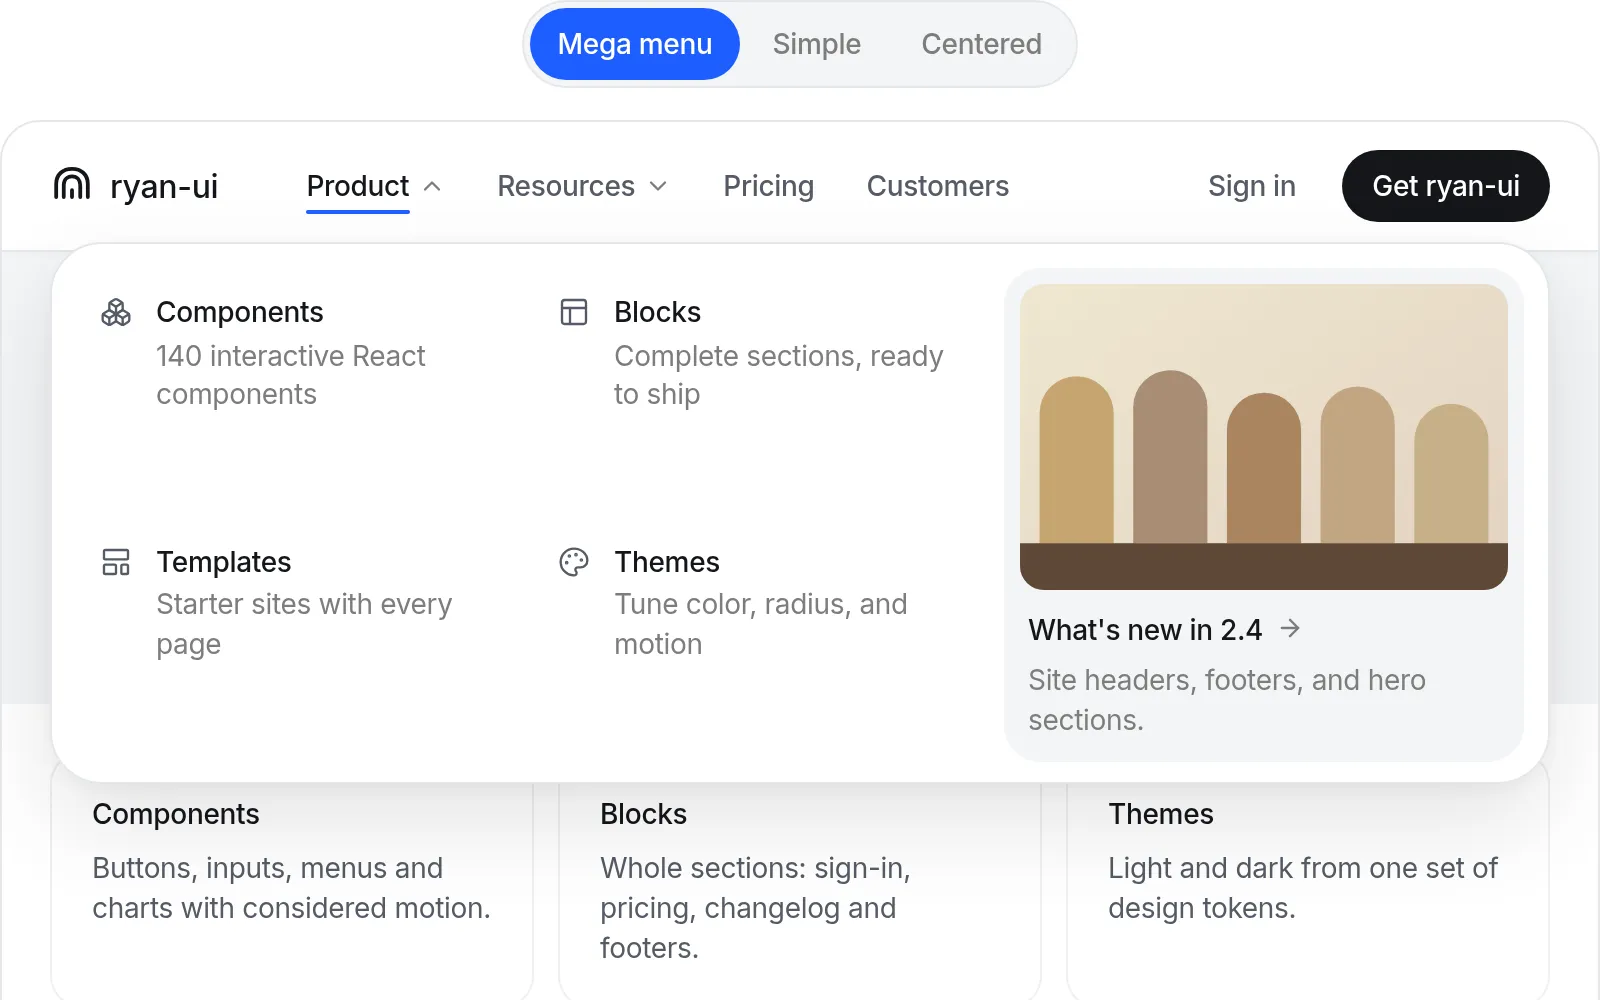 Mega menu
Simple
Centered
ryan-ui
Product
Resources
Pricing
Customers
Sign in
Get ryan-ui
Components
140 interactive React
components
Blocks
Complete sections, ready
to ship
Templates
Starter sites with every
page
Themes
Tune color, radius, and
motion
What's new in 2.4
Site headers, footers, and hero
sections.
Components
Buttons, inputs, menus and
charts with considered motion.
Blocks
Whole sections: sign-in,
pricing, changelog and
footers.
Themes
Light and dark from one set of
design tokens.